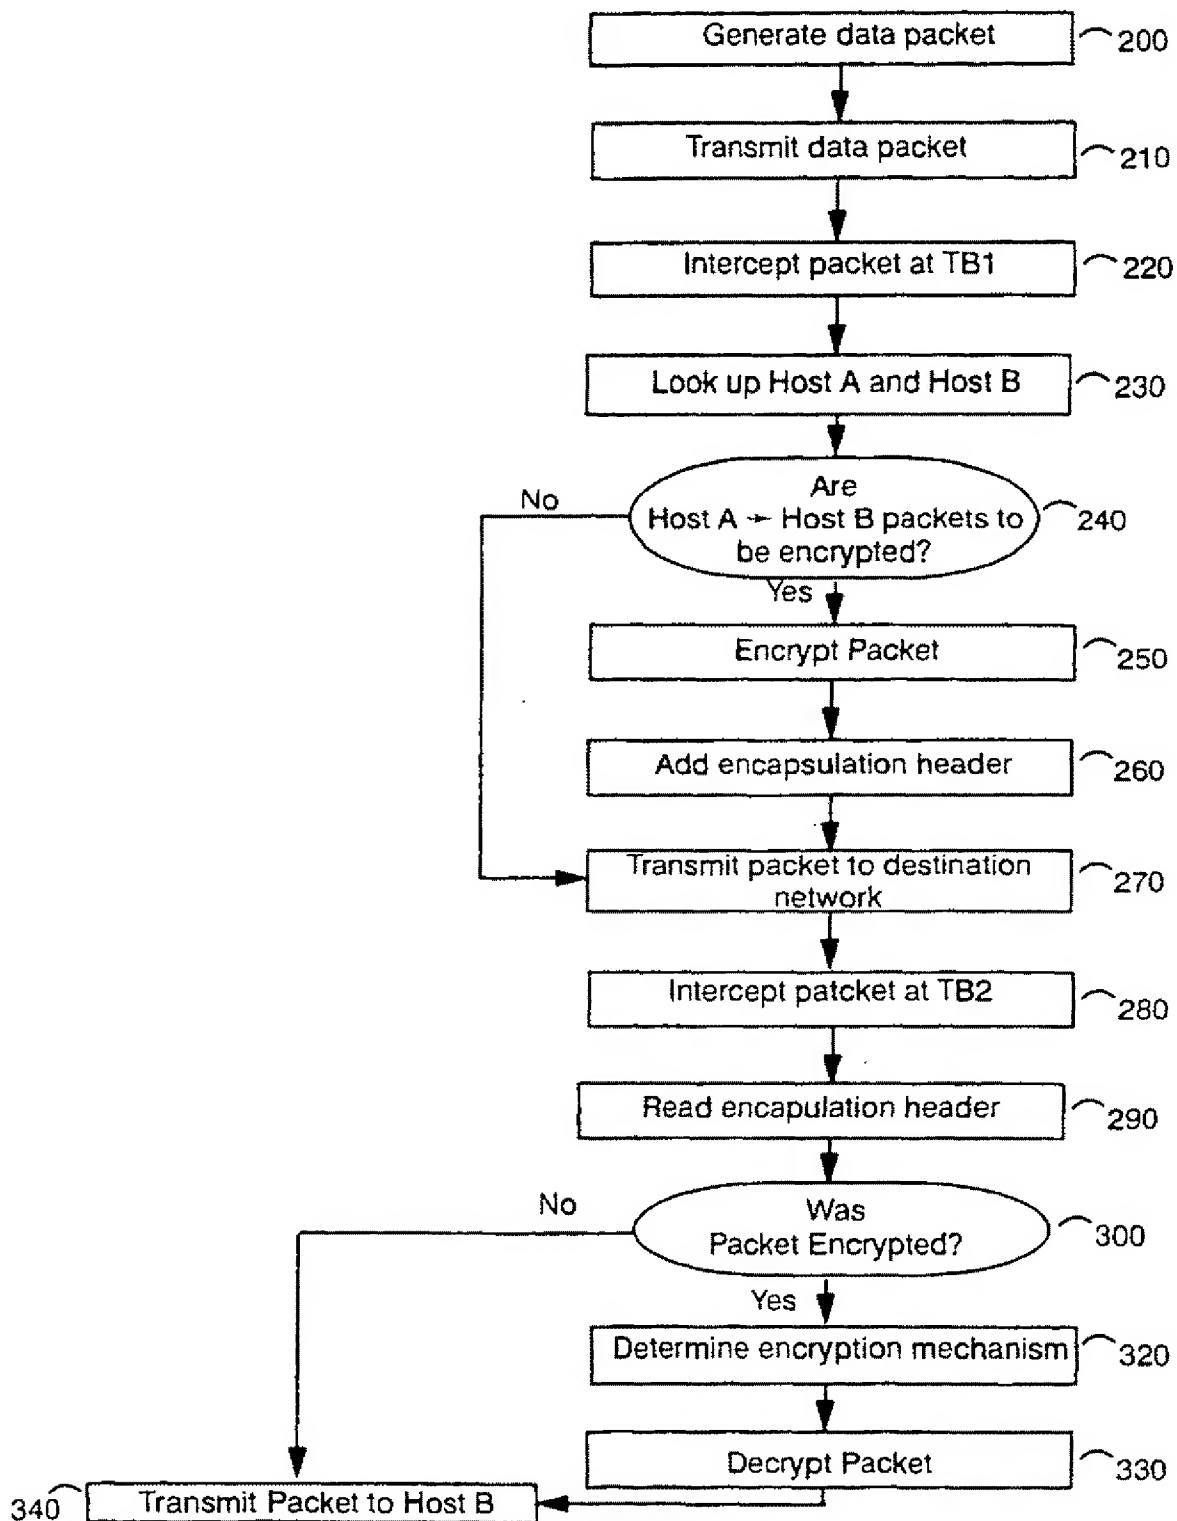 Generate data packet
200
Transmit data packet
210
Intercept packet at TB1
220
Look up Host A and Host B
230
Are
Host A → Host B packets to
be encrypted?
240
No
Yes
Encrypt Packet
250
Add encapsulation header
260
Transmit packet to destination
network
270
Intercept patcket at TB2
280
Read encapulation header
290
Was
Packet Encrypted?
300
No
Yes
Determine encryption mechanism
320
Decrypt Packet
330
340
Transmit Packet to Host B